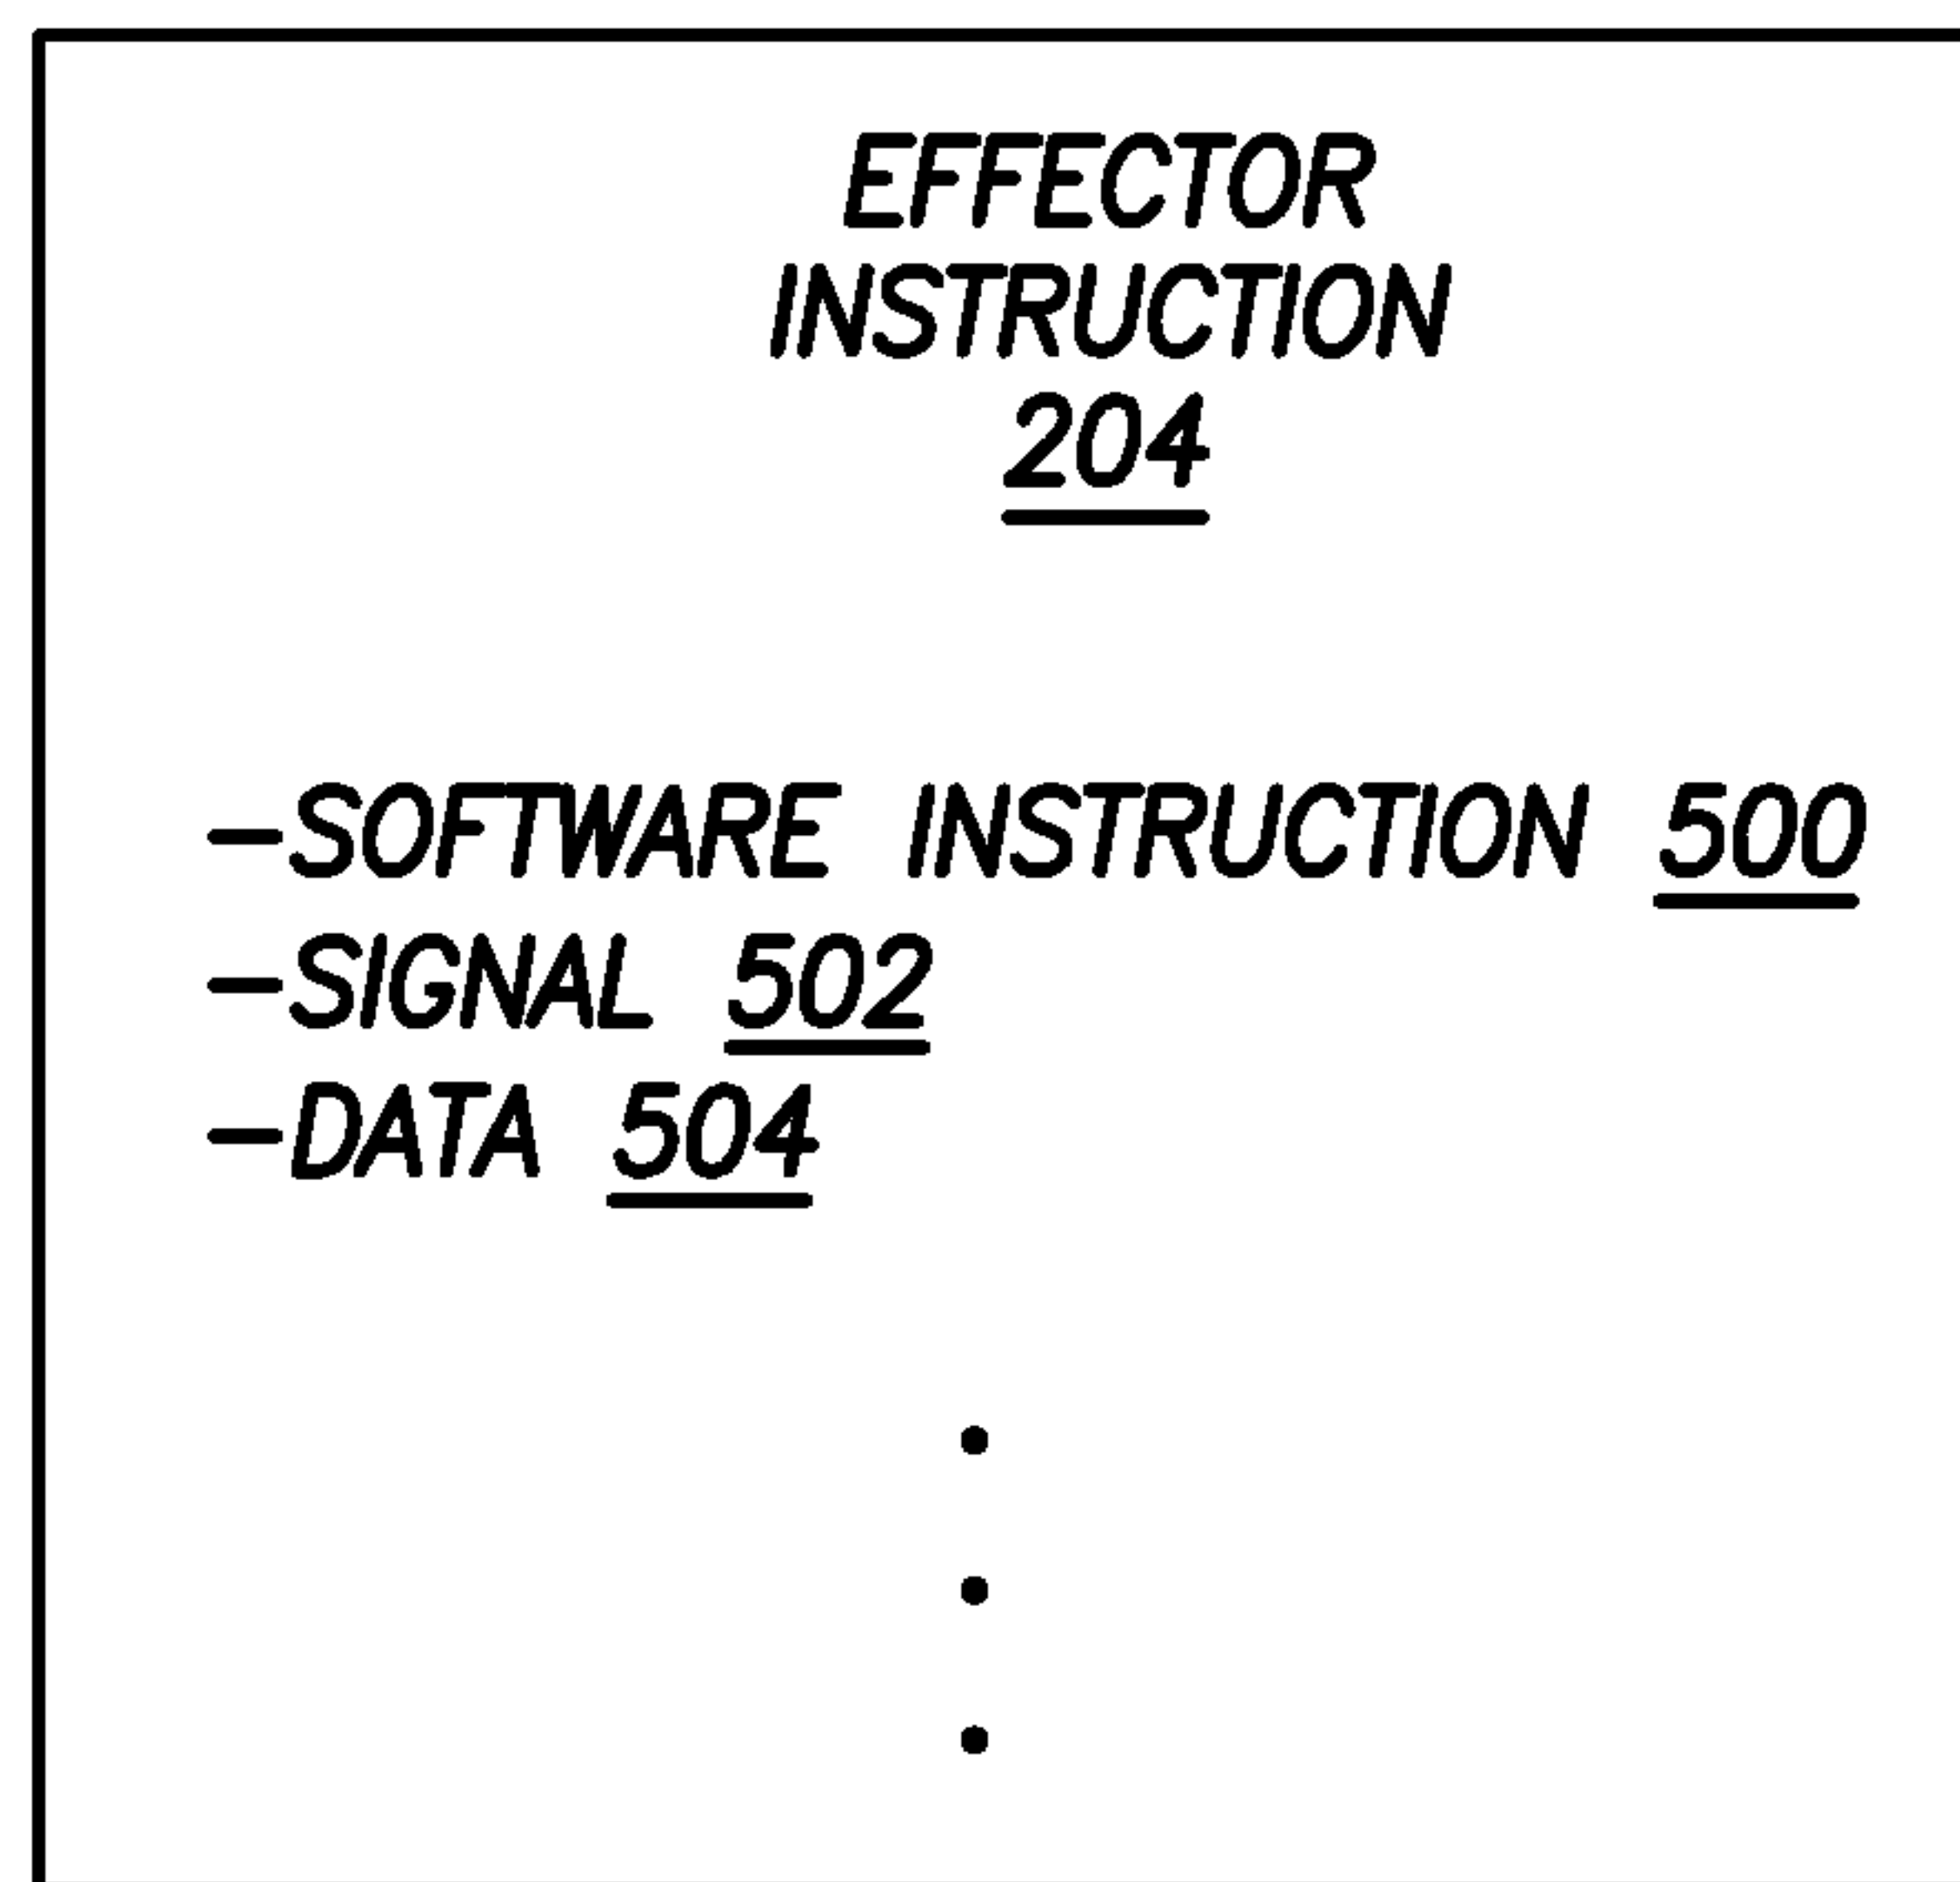 EFFECTOR
INSTRUCTION
204
-SOFTWARE INSTRUCTION 500
-SIGNAL 502
-DATA 504